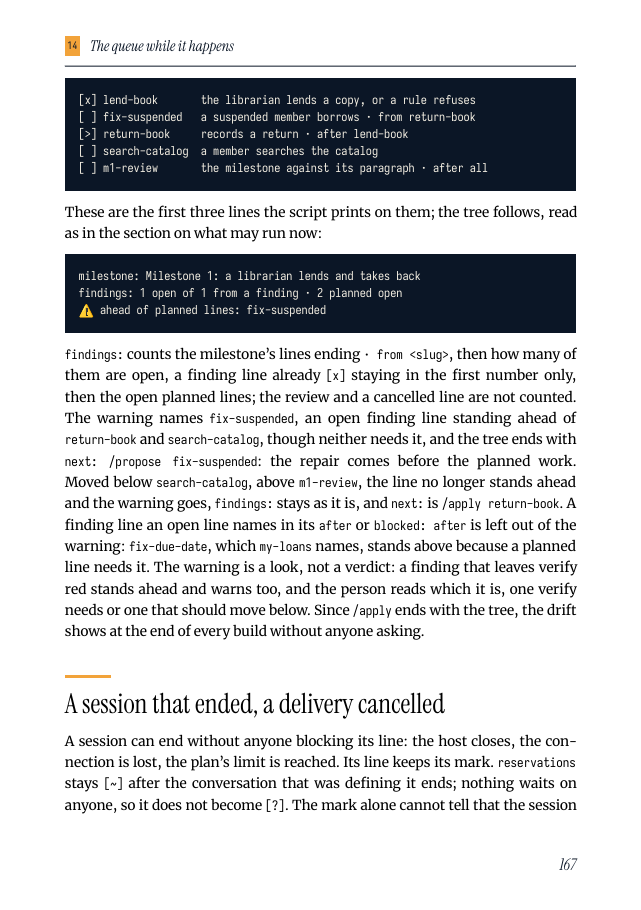 14 The queue while it happens
[x] lend-book the librarian lends a copy, or a rule refuses
[ ] fix-suspended a suspended member borrows · from return-book
[>] return-book records a return · after lend-book
[ ] search-catalog a member searches the catalog
[ ] m1-review the milestone against its paragraph · after all
These are the first three lines the script prints on them; the tree follows, read
as in the section on what may run now:
milestone: Milestone 1: a librarian lends and takes back
findings: 1 open of 1 from a finding · 2 planned open
⚠️ ahead of planned lines: fix-suspended
findings: counts the milestone’s lines ending · from <slug>, then how many of
them are open, a finding line already [x] staying in the first number only,
then the open planned lines; the review and a cancelled line are not counted.
The warning names fix-suspended, an open finding line standing ahead of
return-book and search-catalog, though neither needs it, and the tree ends with
next: /propose fix-suspended: the repair comes before the planned work.
Moved below search-catalog, above m1-review, the line no longer stands ahead
and the warning goes, findings: stays as it is, and next: is /apply return-book. A
finding line an open line names in its after or blocked: after is left out of the
warning: fix-due-date, which my-loans names, stands above because a planned
line needs it. The warning is a look, not a verdict: a finding that leaves verify
red stands ahead and warns too, and the person reads which it is, one verify
needs or one that should move below. Since /apply ends with the tree, the drift
shows at the end of every build without anyone asking.
A session that ended, a delivery cancelled
A session can end without anyone blocking its line: the host closes, the con-
nection is lost, the plan’s limit is reached. Its line keeps its mark. reservations
stays [~] after the conversation that was defining it ends; nothing waits on
anyone, so it does not become [?]. The mark alone cannot tell that the session
167